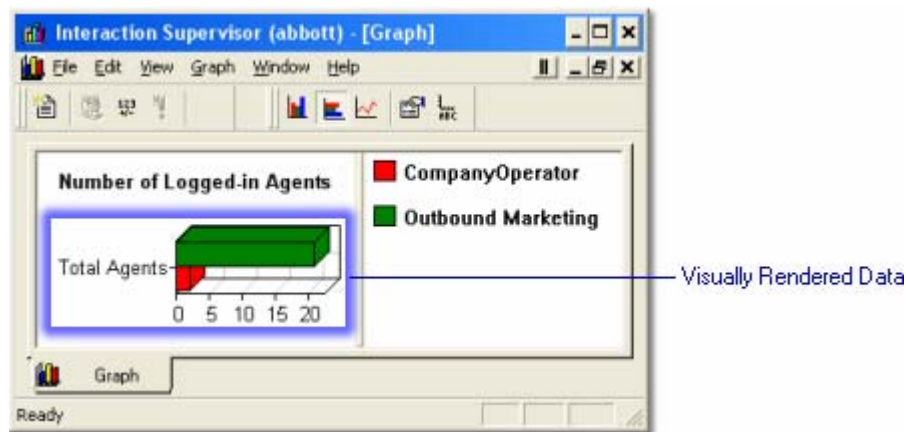 Interaction Supervisor (abbott) - [Graph]
File Edit View Graph Window Help
Number of Logged-in Agents
CompanyOperator
Outbound Marketing
Total Agents
0 5 10 15 20
Visually Rendered Data
Graph
Ready